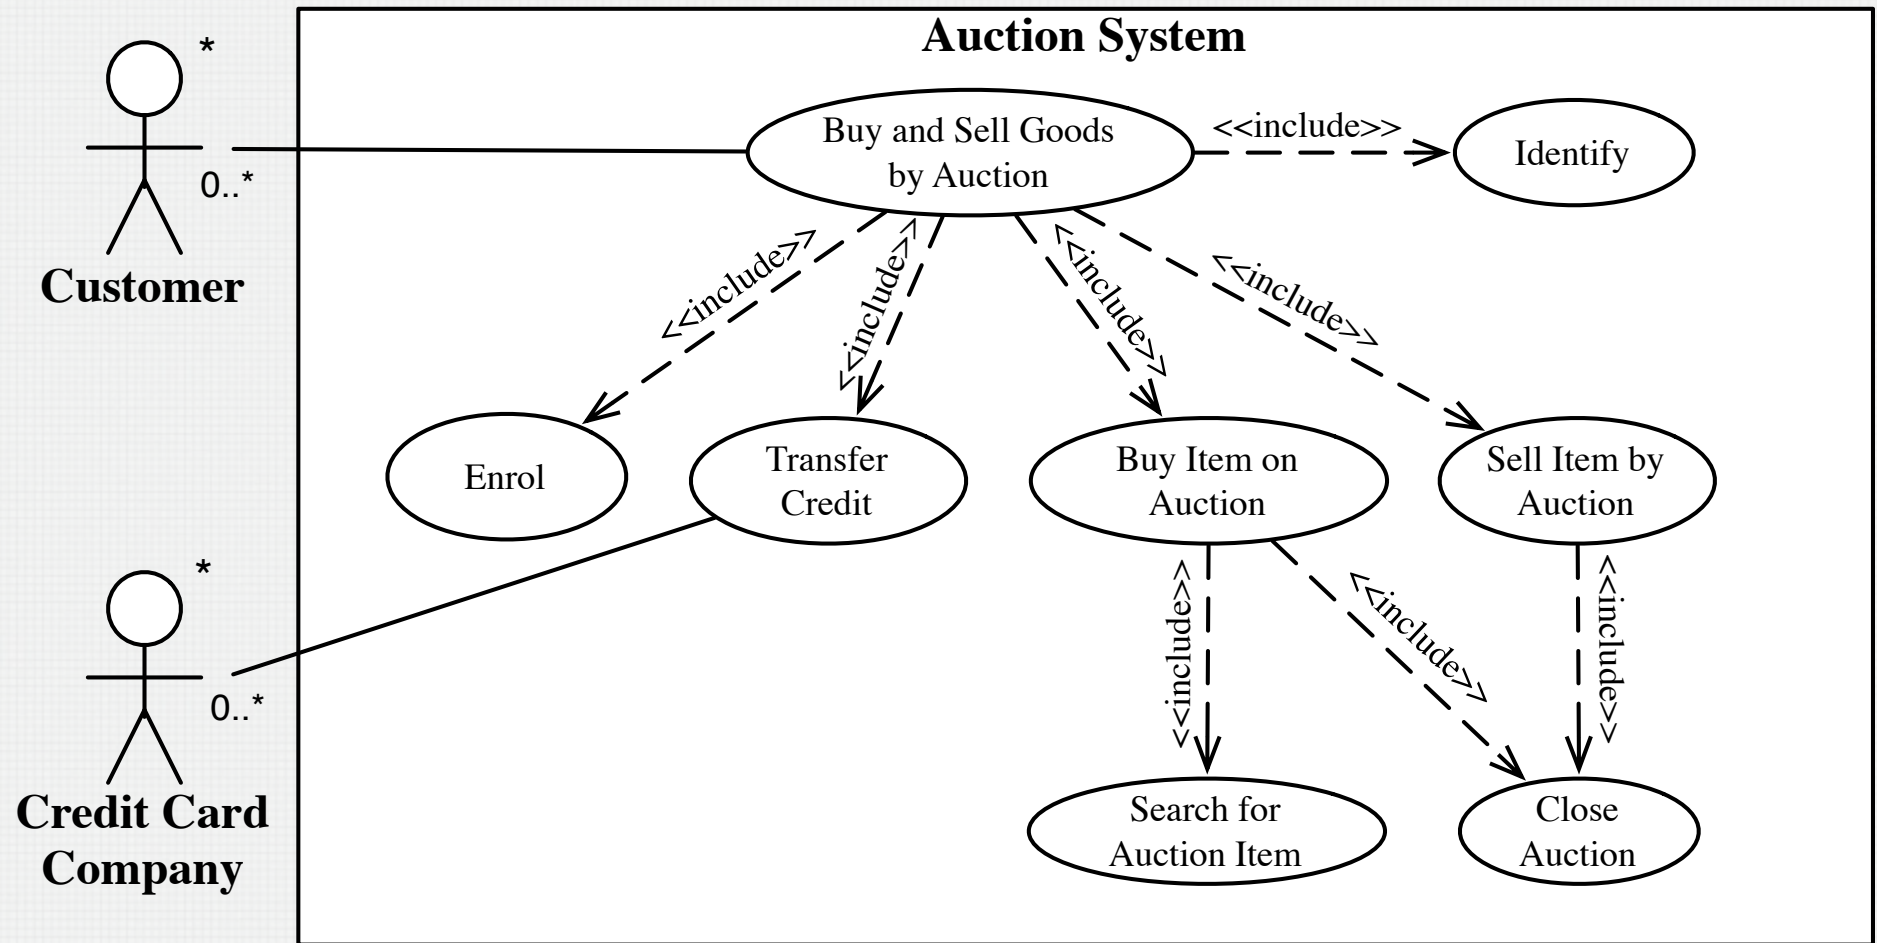 Auction System
*
0..*
Customer
Buy and Sell Goods
by Auction
<<include>>
Identify
<<include>>
<<include>>
<<include>>
<<include>>
Enrol
Transfer
Credit
Buy Item on
Auction
Sell Item by
Auction
*
0..*
Credit Card
Company
<<include>>
<<include>>
<<include>>
Search for
Auction Item
Close
Auction